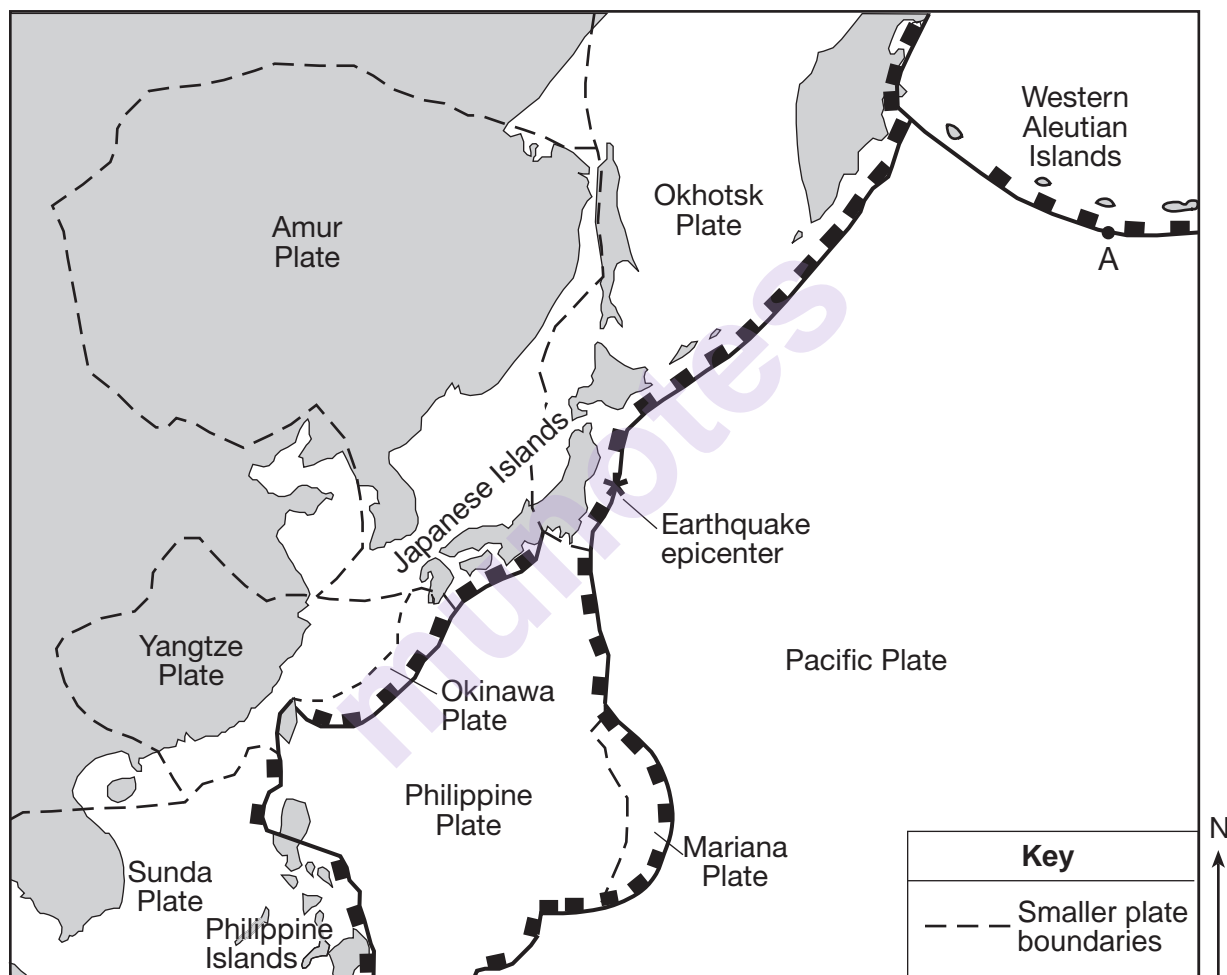 Western
Aleutian
Islands
Okhotsk
Plate
Amur
Plate
A
Japanese Islands
Earthquake
epicenter
Yangtze
Plate
Pacific Plate
Okinawa
Plate
Philippine
Plate
Mariana
Plate
Sunda
Plate
Philippine
Islands
N
Key
Smaller plate
boundaries
munotes